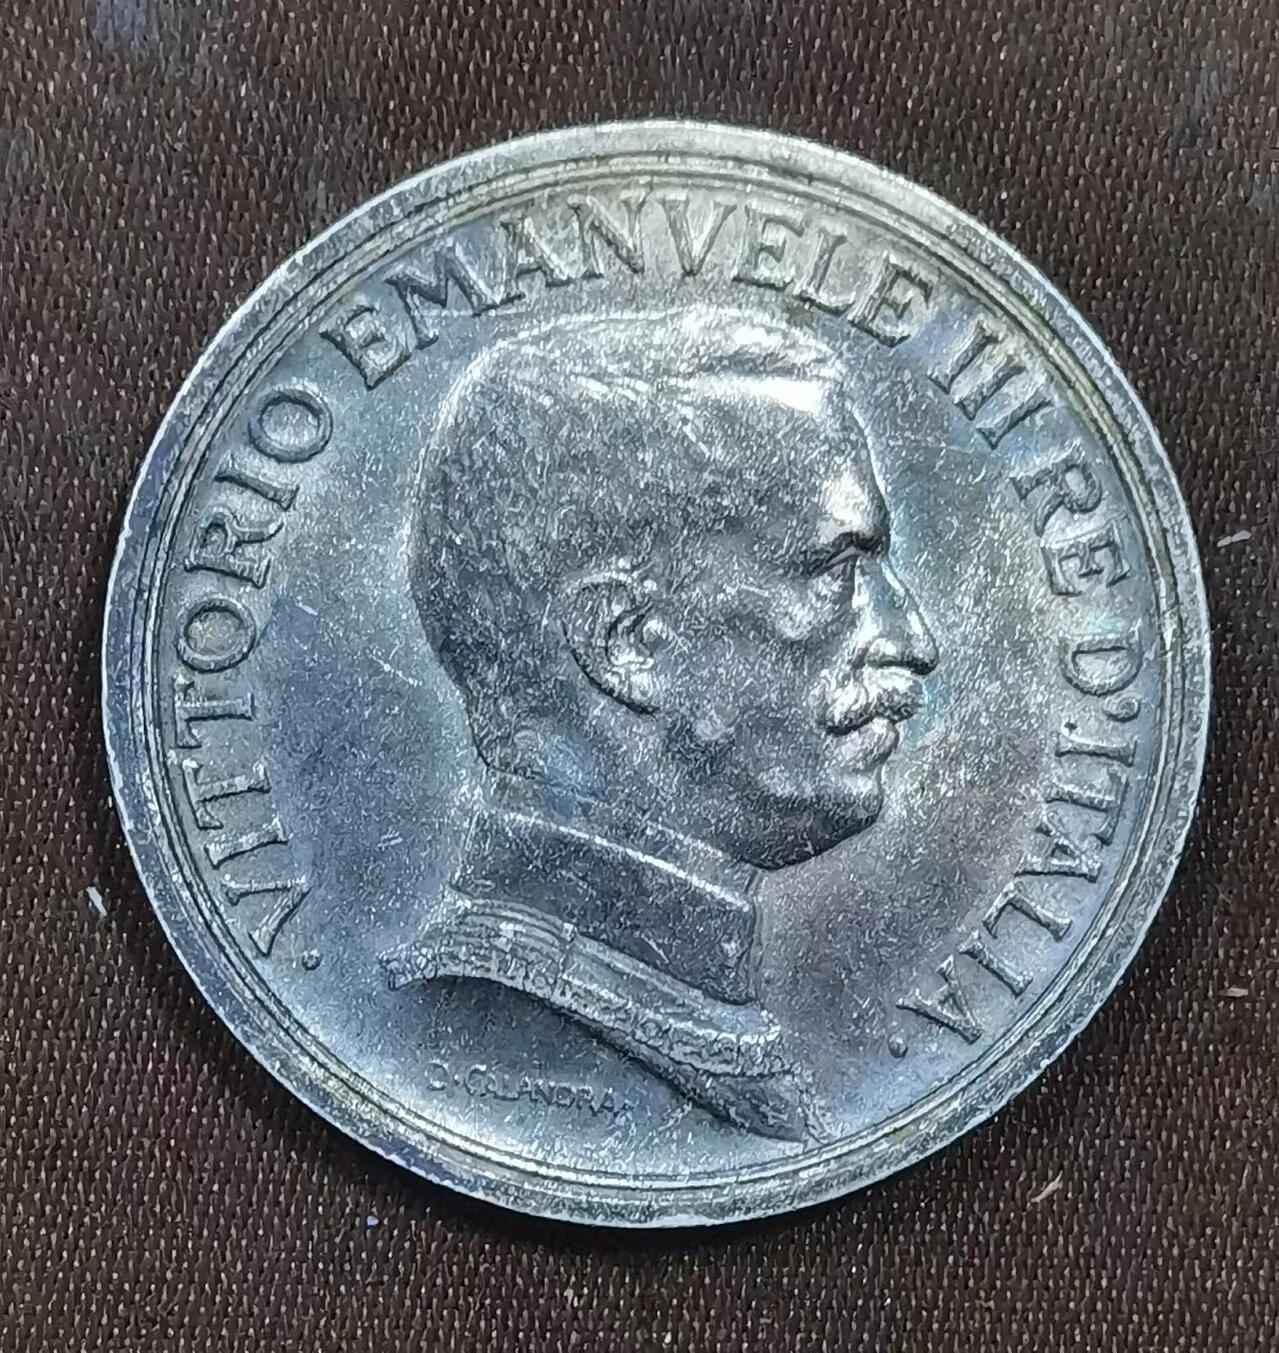 ·VITTORIO EMANVELE III RE D'ITALIA·
D·CALANDRA